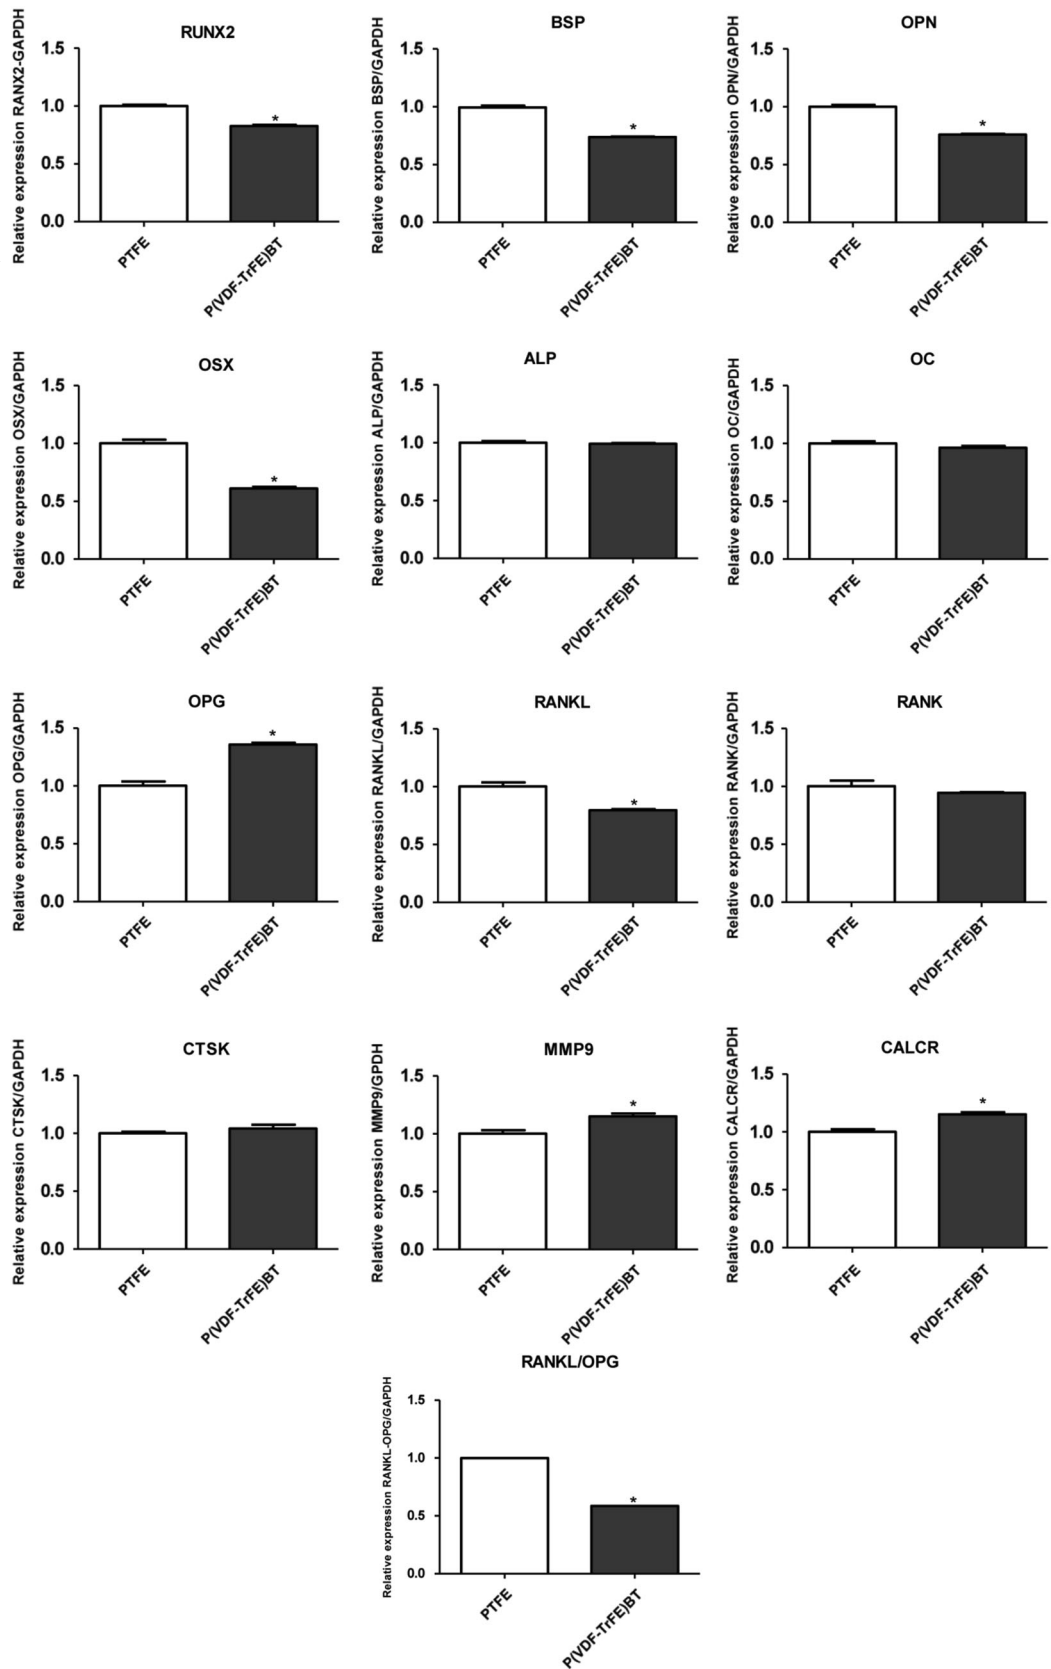 RUNX2
Relative expression RANX2-GAPDH
1.5
1.0
0.5
0.0
*
PTFE
P(VDF-TrFE)BT
BSP
Relative expression BSP/GAPDH
1.5
1.0
0.5
0.0
*
PTFE
P(VDF-TrFE)BT
OPN
Relative expression OPN/GAPDH
1.5
1.0
0.5
0.0
*
PTFE
P(VDF-TrFE)BT
OSX
Relative expression OSX/GAPDH
1.5
1.0
0.5
0.0
*
PTFE
P(VDF-TrFE)BT
ALP
Relative expression ALP/GAPDH
1.5
1.0
0.5
0.0
PTFE
P(VDF-TrFE)BT
OC
Relative expression OC/GAPDH
1.5
1.0
0.5
0.0
PTFE
P(VDF-TrFE)BT
OPG
Relative expression OPG/GAPDH
1.5
1.0
0.5
0.0
*
PTFE
P(VDF-TrFE)BT
RANKL
Relative expression RANKL/GAPDH
1.5
1.0
0.5
0.0
*
PTFE
P(VDF-TrFE)BT
RANK
Relative expression RANK/GAPDH
1.5
1.0
0.5
0.0
PTFE
P(VDF-TrFE)BT
CTSK
Relative expression CTSK/GAPDH
1.5
1.0
0.5
0.0
PTFE
P(VDF-TrFE)BT
MMP9
Relative expression MMP9/GPDH
1.5
1.0
0.5
0.0
*
PTFE
P(VDF-TrFE)BT
CALCR
Relative expression CALCR/GAPDH
1.5
1.0
0.5
0.0
*
PTFE
P(VDF-TrFE)BT
RANKL/OPG
Relative expression RANKL-OPG/GAPDH
1.5
1.0
0.5
0.0
*
PTFE
P(VDF-TrFE)BT